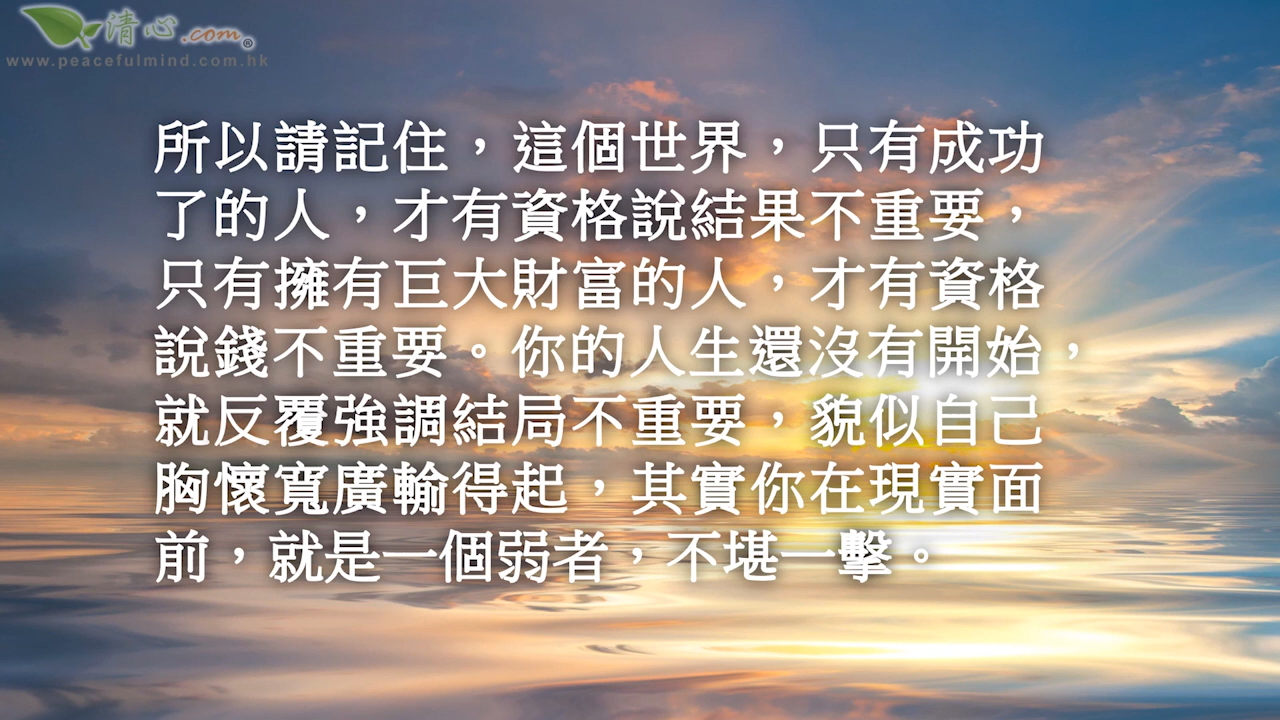 清心.com®
www.peacefulmind.com.hk
所以請記住，這個世界，只有成功
了的人，才有資格說結果不重要，
只有擁有巨大財富的人，才有資格
說錢不重要。你的人生還沒有開始，
就反覆強調結局不重要，貌似自己
胸懷寬廣輸得起，其實你在現實面
前，就是一個弱者，不堪一擊。